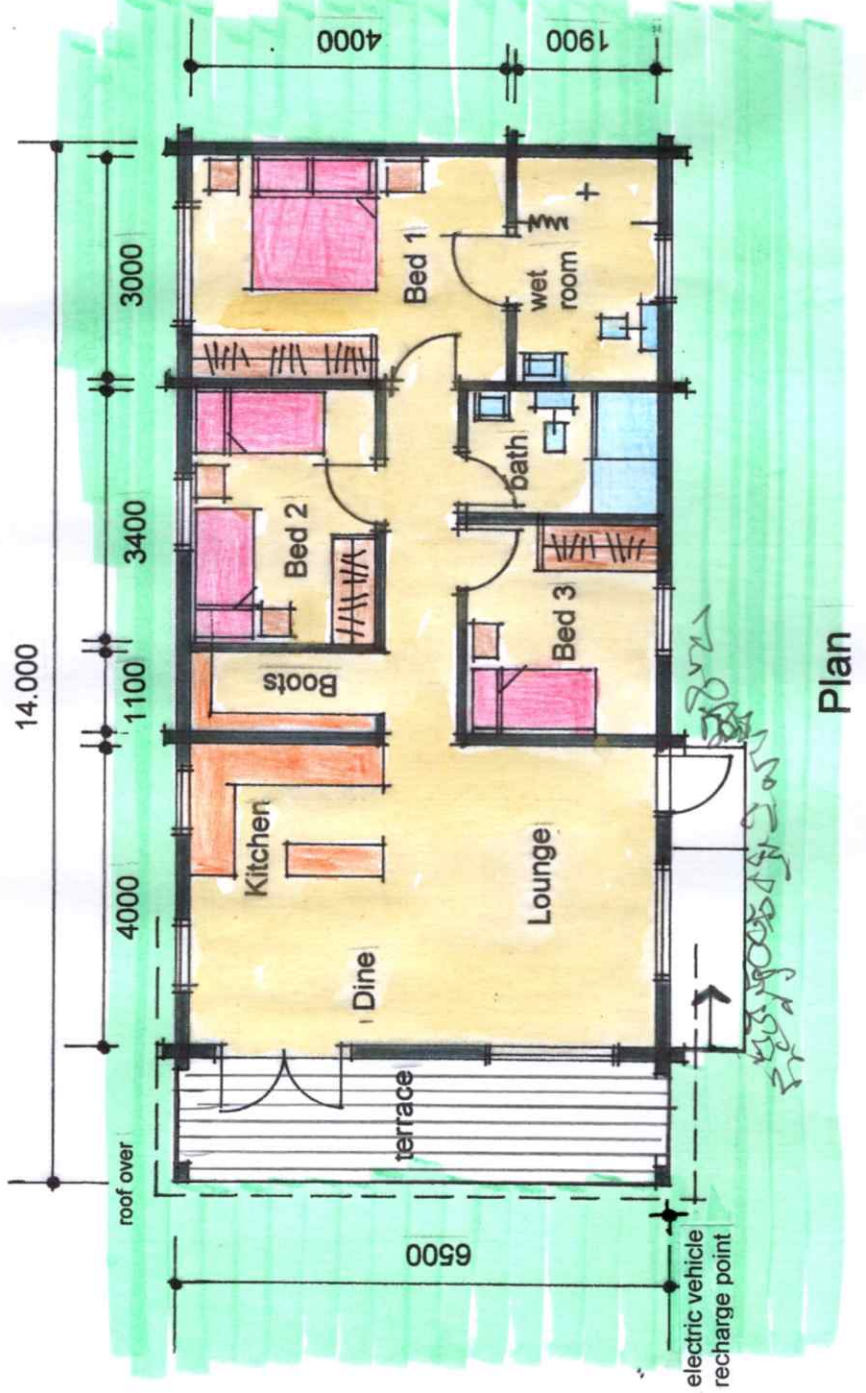 14.000
4000
1100
3400
3000
4000
1900
6500
roof over
Kitchen
Boots
Bed 2
Bed 1
Dine
Lounge
Bed 3
bath
wet
room
terrace
electric vehicle
recharge point
Plan